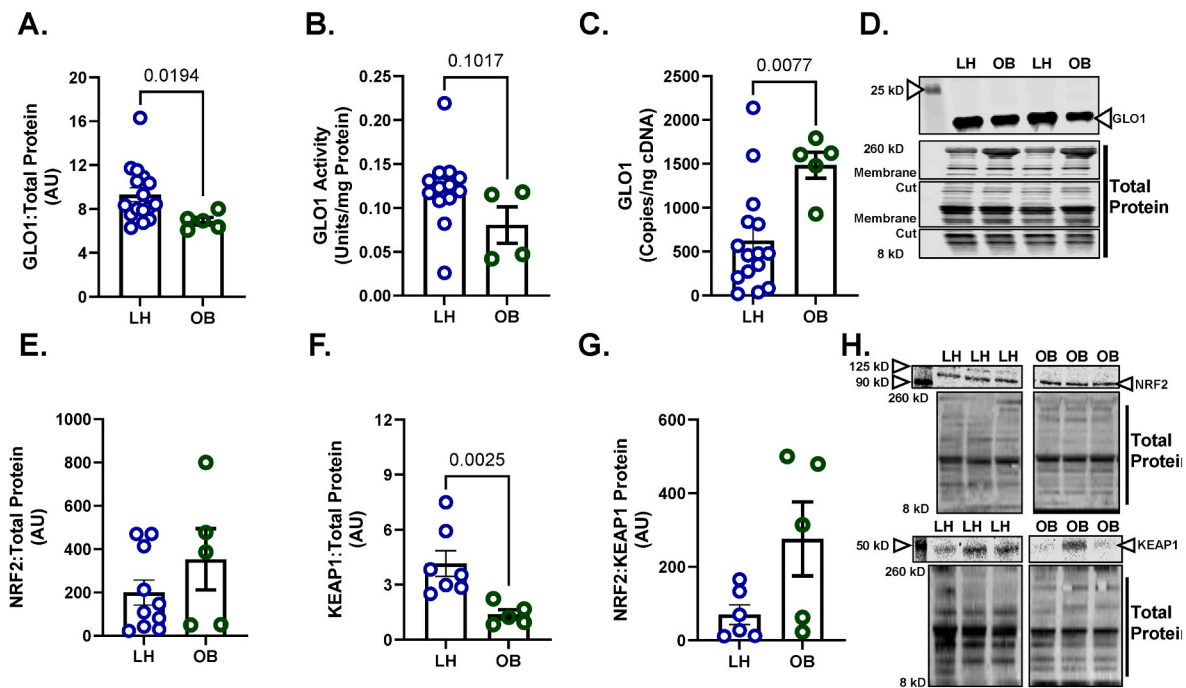 A.
0.0194
GLO1:Total Protein
(AU)
20
16
12
8
4
0
LH OB
B.
0.1017
GLO1 Activity
(Units/mg Protein)
0.25
0.20
0.15
0.10
0.05
0.00
LH OB
C.
0.0077
GLO1
(Copies/ng cDNA)
2500
2000
1500
1000
500
0
LH OB
D.
LH OB LH OB
25 kD
GLO1
260 kD
Membrane
Cut
Membrane
Cut
8 kD
Total
Protein
E.
NRF2:Total Protein
(AU)
1000
800
600
400
200
0
LH OB
F.
0.0025
KEAP1:Total Protein
(AU)
12
9
6
3
0
LH OB
G.
NRF2:KEAP1 Protein
(AU)
600
400
200
0
LH OB
H.
LH LH LH OB OB OB
125 kD
90 kD
NRF2
260 kD
Total
Protein
8 kD
LH LH LH OB OB OB
50 kD
KEAP1
260 kD
Total
Protein
8 kD